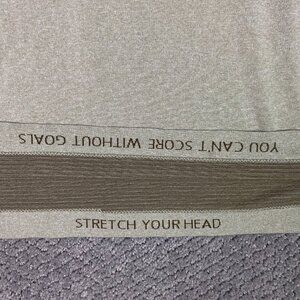 YOU CAN'T SCORE WITHOUT GOALS
STRETCH YOUR HEAD